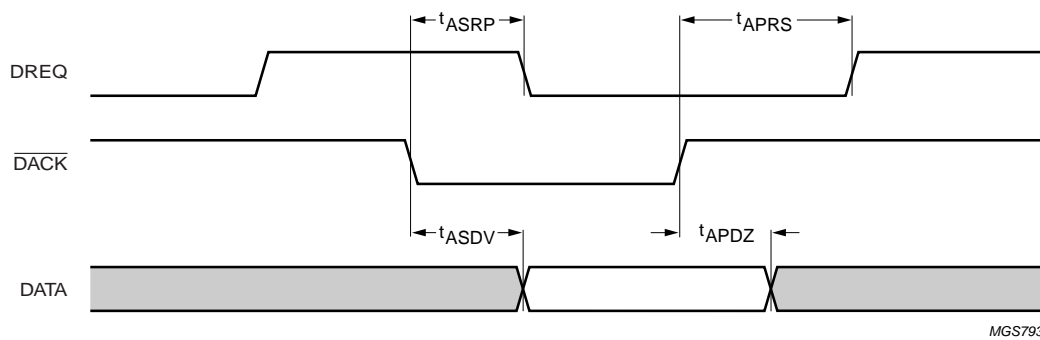 tASRP
tAPRS
DREQ
DACK
tASDV
tAPDZ
DATA
MGS793